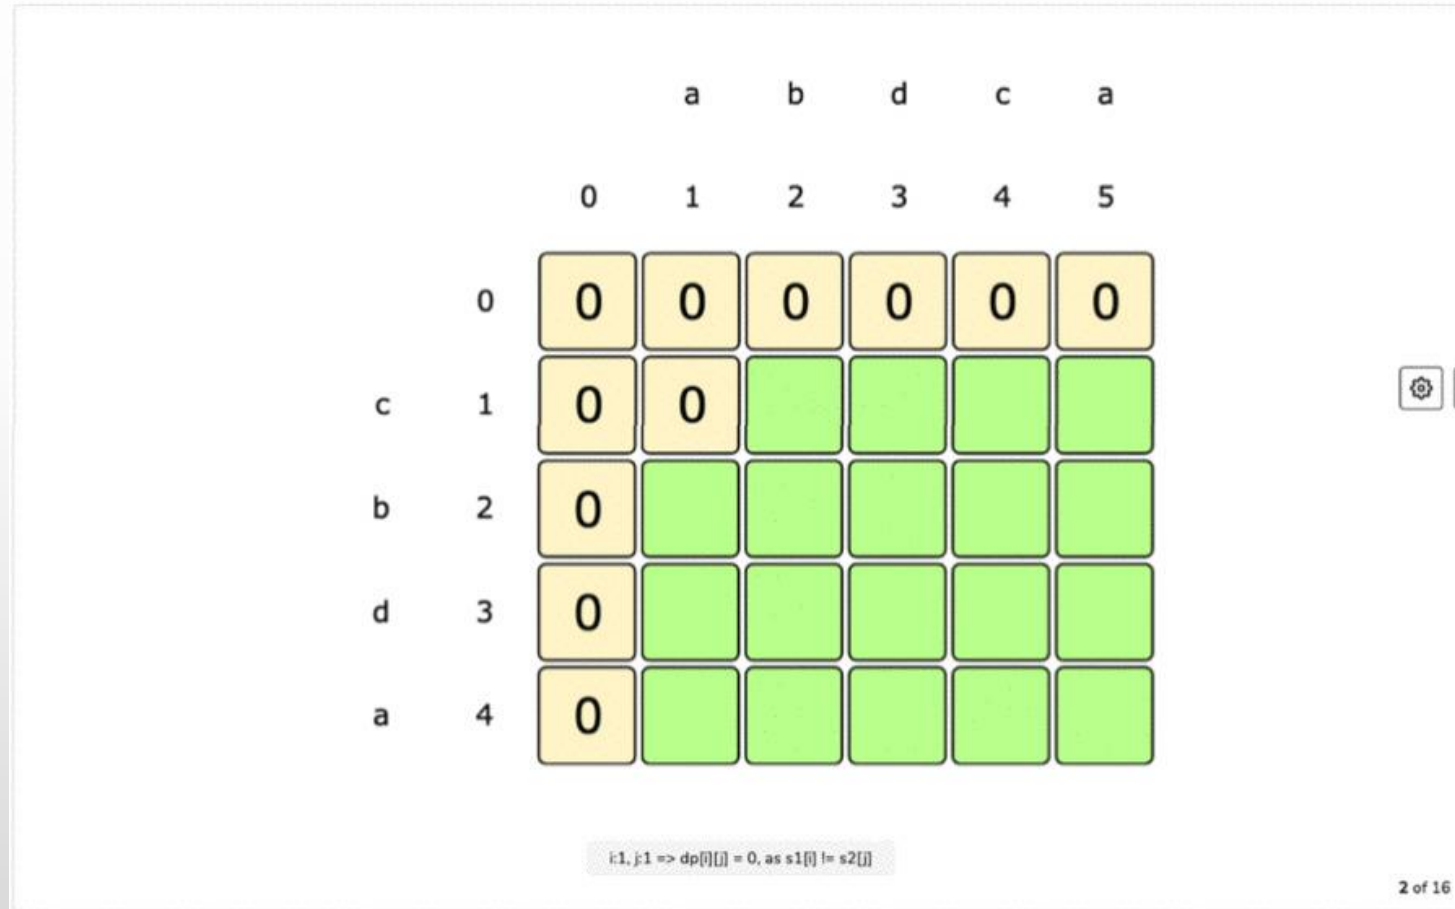 a b d c a
0 1 2 3 4 5
0 0 0 0 0 0 0
c 1 0 0
b 2 0
d 3 0
a 4 0
i:1, j:1 => dp[i][j] = 0, as s1[i] != s2[j]
2 of 16